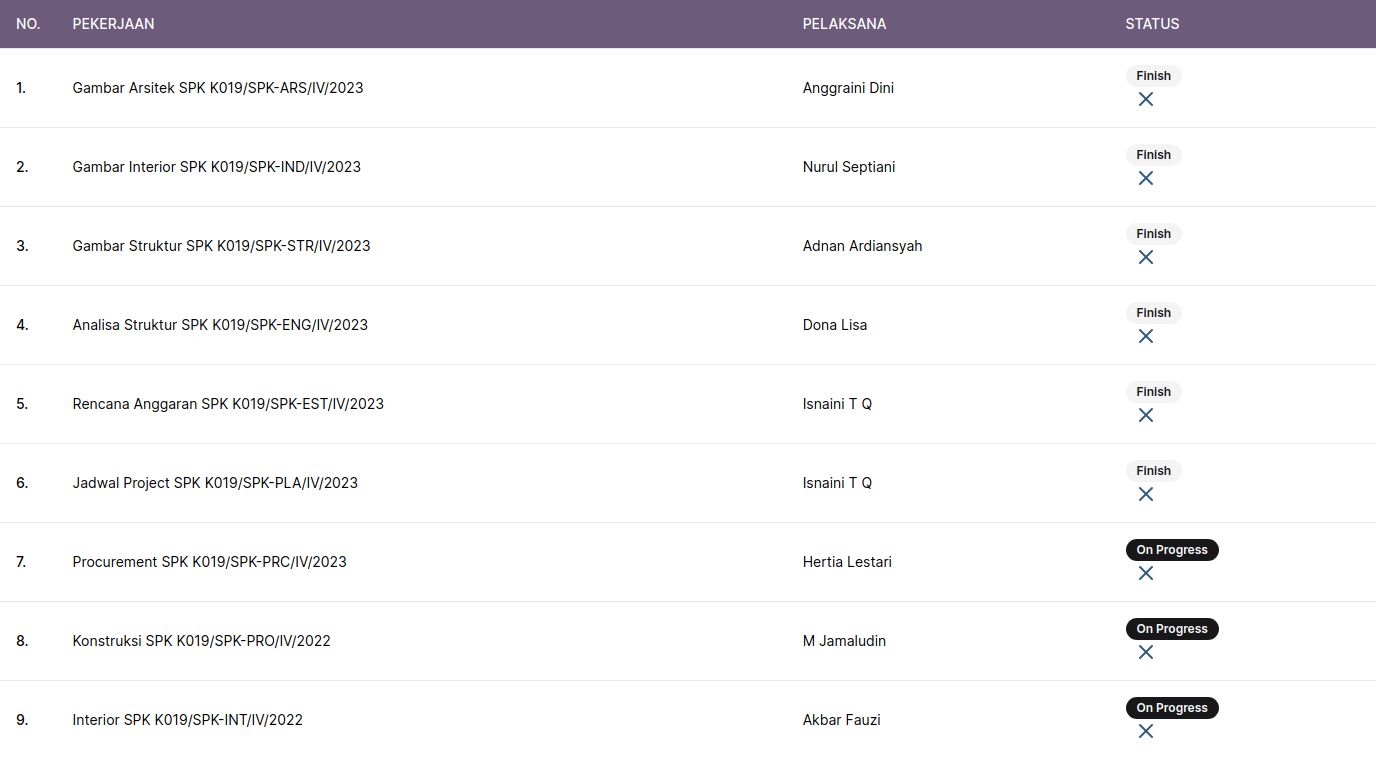 NO. PEKERJAAN PELAKSANA STATUS
1. Gambar Arsitek SPK K019/SPK-ARS/IV/2023 Anggraini Dini Finish
2. Gambar Interior SPK K019/SPK-IND/IV/2023 Nurul Septiani Finish
3. Gambar Struktur SPK K019/SPK-STR/IV/2023 Adnan Ardiansyah Finish
4. Analisa Struktur SPK K019/SPK-ENG/IV/2023 Dona Lisa Finish
5. Rencana Anggaran SPK K019/SPK-EST/IV/2023 Isnaini T Q Finish
6. Jadwal Project SPK K019/SPK-PLA/IV/2023 Isnaini T Q Finish
7. Procurement SPK K019/SPK-PRC/IV/2023 Hertia Lestari On Progress
8. Konstruksi SPK K019/SPK-PRO/IV/2022 M Jamaludin On Progress
9. Interior SPK K019/SPK-INT/IV/2022 Akbar Fauzi On Progress